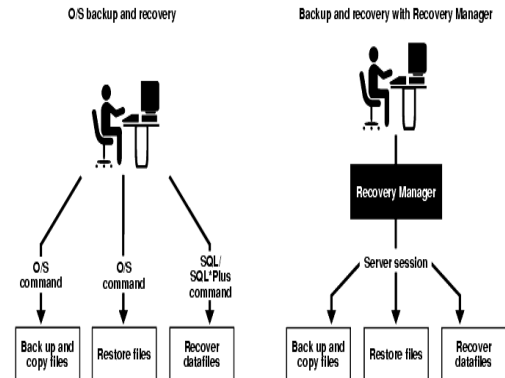 O/S backup and recovery
Backup and recovery with Recovery Manager
Recovery Manager
O/S
command
O/S
command
SQL/
SQL*Plus
command
Server session
Back up and
copy files
Restore files
Recover
datafiles
Back up and
copy files
Restore files
Recover
datafiles